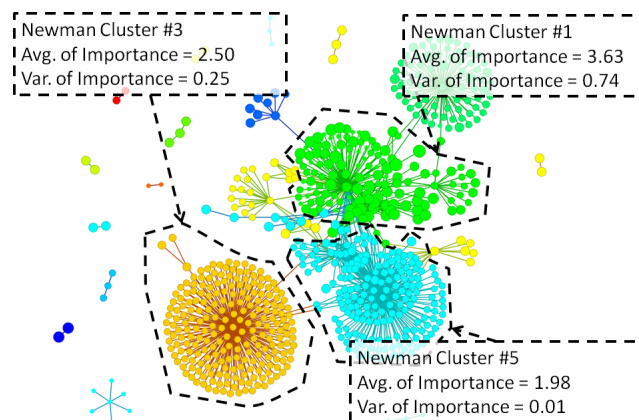 Newman Cluster #3
Avg. of Importance = 2.50
Var. of Importance = 0.25
Newman Cluster #1
Avg. of Importance = 3.63
Var. of Importance = 0.74
Newman Cluster #5
Avg. of Importance = 1.98
Var. of Importance = 0.01